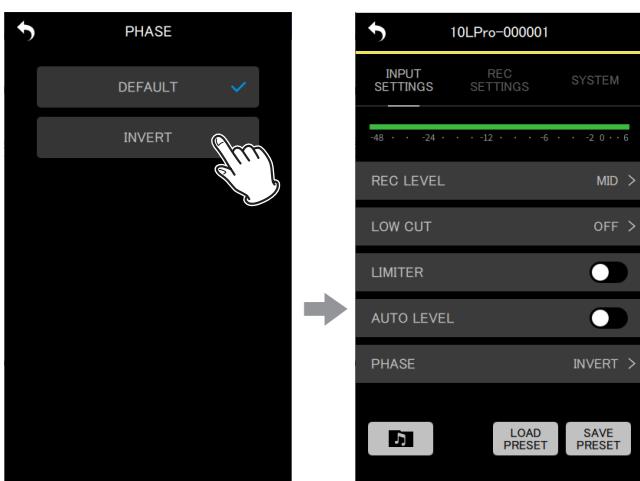 PHASE
DEFAULT
INVERT
10LPro-000001
INPUT
SETTINGS
REC
SETTINGS
SYSTEM
-48 · · -24 · · · -12 · · · -6 · · -2 0 · · 6
REC LEVEL MID >
LOW CUT OFF >
LIMITER
AUTO LEVEL
PHASE INVERT >
LOAD
PRESET
SAVE
PRESET